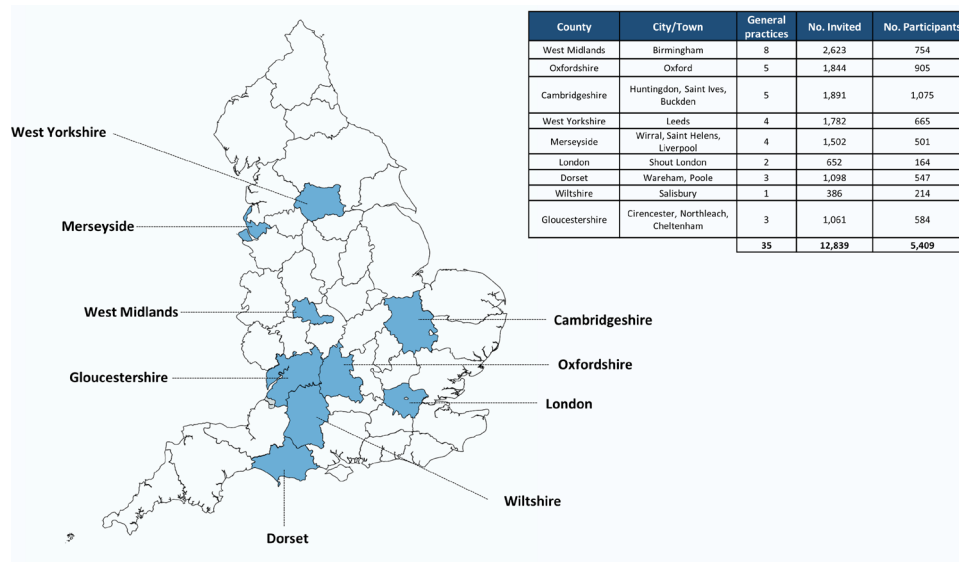 County City/Town General practices No. Invited No. Participants
West Midlands Birmingham 8 2,623 754
Oxfordshire Oxford 5 1,844 905
Cambridgeshire Huntingdon, Saint Ives, Buckden 5 1,891 1,075
West Yorkshire Leeds 4 1,782 665
Merseyside Wirral, Saint Helens, Liverpool 4 1,502 501
London Shout London 2 652 164
Dorset Wareham, Poole 3 1,098 547
Wiltshire Salisbury 1 386 214
Gloucestershire Cirencester, Northleach, Cheltenham 3 1,061 584
35 12,839 5,409
West Yorkshire
Merseyside
West Midlands
Cambridgeshire
Oxfordshire
Gloucestershire
London
Wiltshire
Dorset